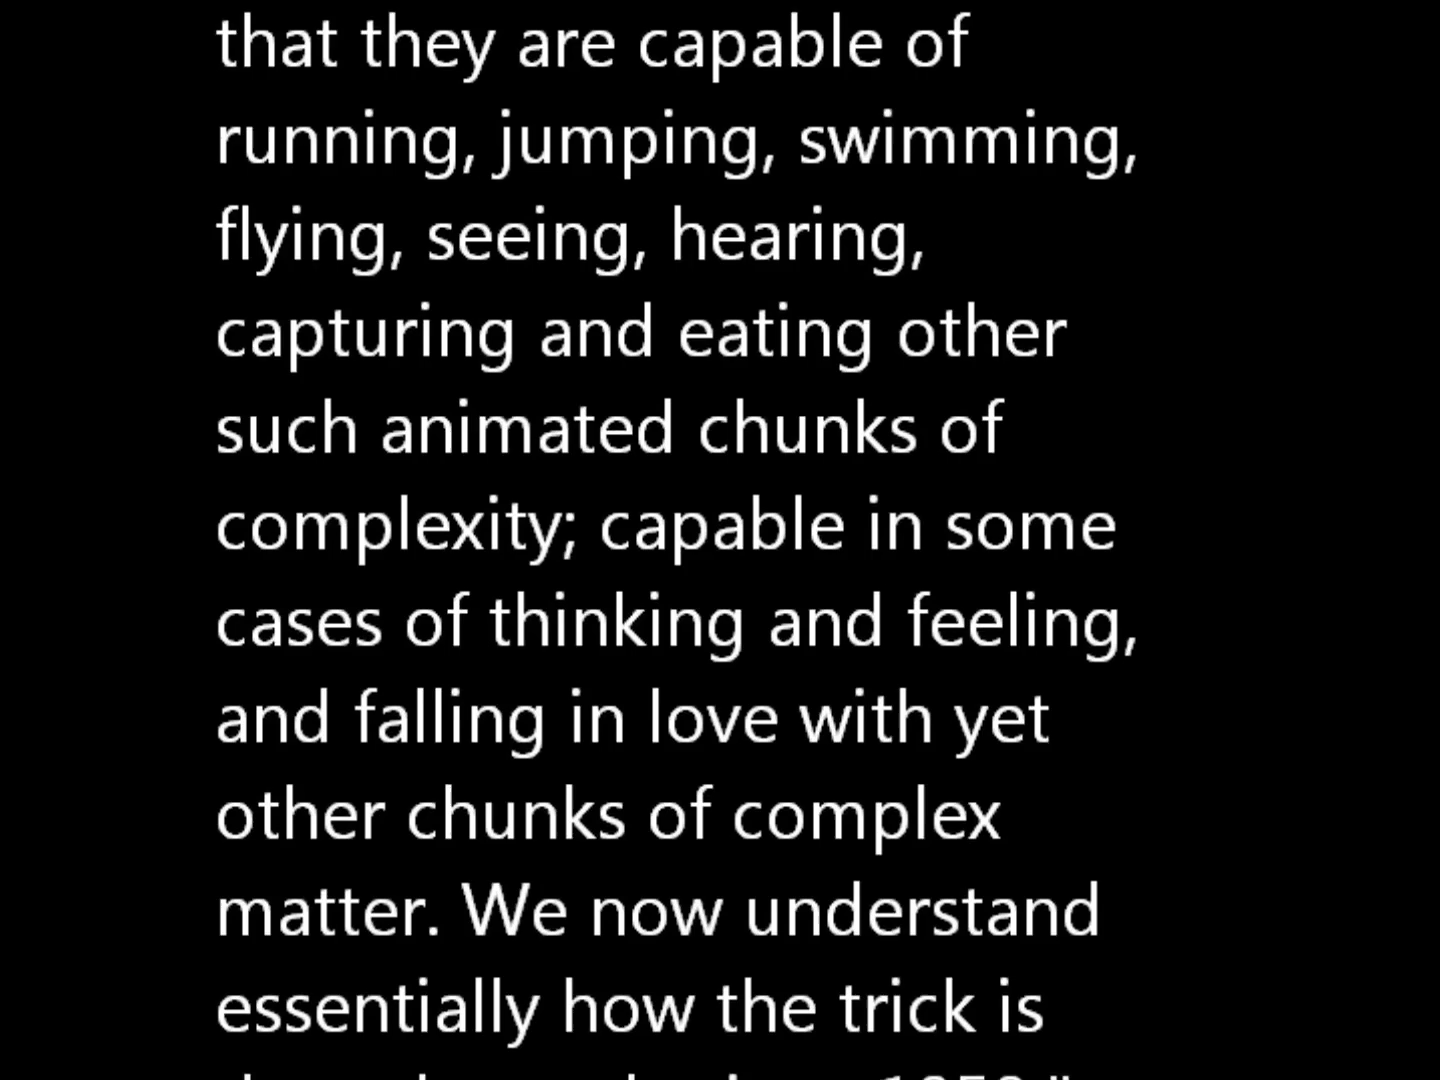 that they are capable of
running, jumping, swimming,
flying, seeing, hearing,
capturing and eating other
such animated chunks of
complexity; capable in some
cases of thinking and feeling,
and falling in love with yet
other chunks of complex
matter. We now understand
essentially how the trick is